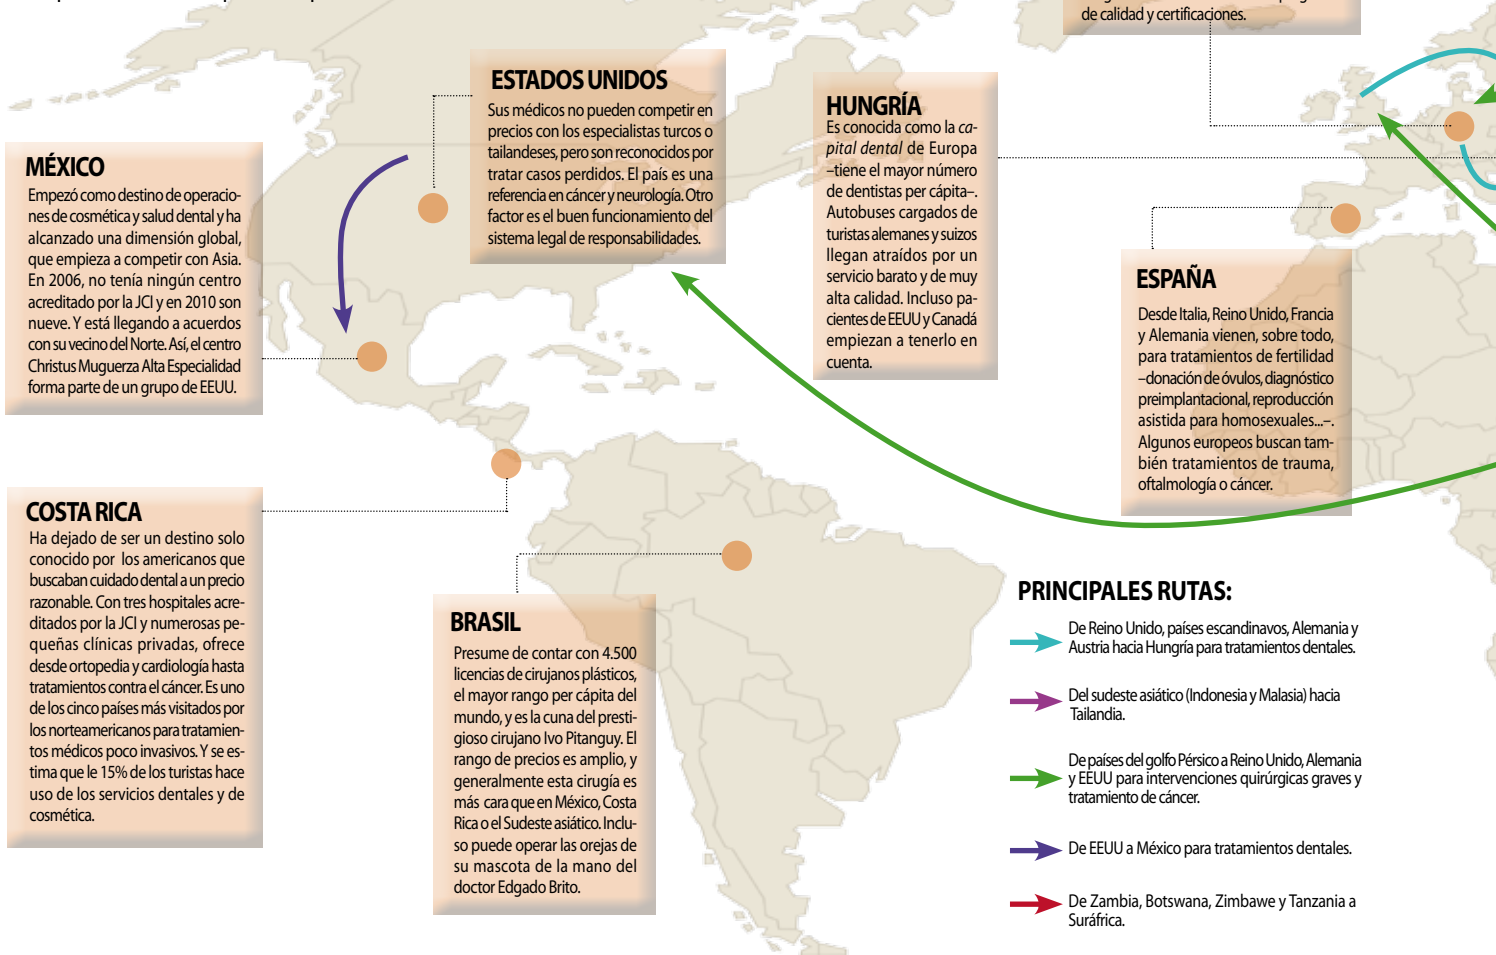 de calidad y certificaciones.
ESTADOS UNIDOS
Sus médicos no pueden competir en
precios con los especialistas turcos o
tailandeses, pero son reconocidos por
tratar casos perdidos. El país es una
referencia en cáncer y neurología. Otro
factor es el buen funcionamiento del
sistema legal de responsabilidades.
HUNGRÍA
Es conocida como la ca-
pital dental de Europa
–tiene el mayor número
de dentistas per cápita–.
Autobuses cargados de
turistas alemanes y suizos
llegan atraídos por un
servicio barato y de muy
alta calidad. Incluso pa-
cientes de EEUU y Canadá
empiezan a tenerlo en
cuenta.
MÉXICO
Empezó como destino de operacio-
nes de cosmética y salud dental y ha
alcanzado una dimensión global,
que empieza a competir con Asia.
En 2006, no tenía ningún centro
acreditado por la JCI y en 2010 son
nueve. Y está llegando a acuerdos
con su vecino del Norte. Así, el centro
Christus Muguerza Alta Especialidad
forma parte de un grupo de EEUU.
ESPAÑA
Desde Italia, Reino Unido, Francia
y Alemania vienen, sobre todo,
para tratamientos de fertilidad
–donación de óvulos, diagnóstico
preimplantacional, reproducción
asistida para homosexuales...–.
Algunos europeos buscan tam-
bién tratamientos de trauma,
oftalmología o cáncer.
COSTA RICA
Ha dejado de ser un destino solo
conocido por los americanos que
buscaban cuidado dental a un precio
razonable. Con tres hospitales acre-
ditados por la JCI y numerosas pe-
queñas clínicas privadas, ofrece
desde ortopedia y cardiología hasta
tratamientos contra el cáncer. Es uno
de los cinco países más visitados por
los norteamericanos para tratamien-
tos médicos poco invasivos. Y se es-
tima que le 15% de los turistas hace
uso de los servicios dentales y de
cosmética.
BRASIL
Presume de contar con 4.500
licencias de cirujanos plásticos,
el mayor rango per cápita del
mundo, y es la cuna del presti-
gioso cirujano Ivo Pitanguy. El
rango de precios es amplio, y
generalmente esta cirugía es
más cara que en México, Costa
Rica o el Sudeste asiático. Inclu-
so puede operar las orejas de
su mascota de la mano del
doctor Edgado Brito.
PRINCIPALES RUTAS:
De Reino Unido, países escandinavos, Alemania y
Austria hacia Hungría para tratamientos dentales.
Del sudeste asiático (Indonesia y Malasia) hacia
Tailandia.
De países del golfo Pérsico a Reino Unido, Alemania
y EEUU para intervenciones quirúrgicas graves y
tratamiento de cáncer.
De EEUU a México para tratamientos dentales.
De Zambia, Botswana, Zimbawe y Tanzania a
Suráfrica.